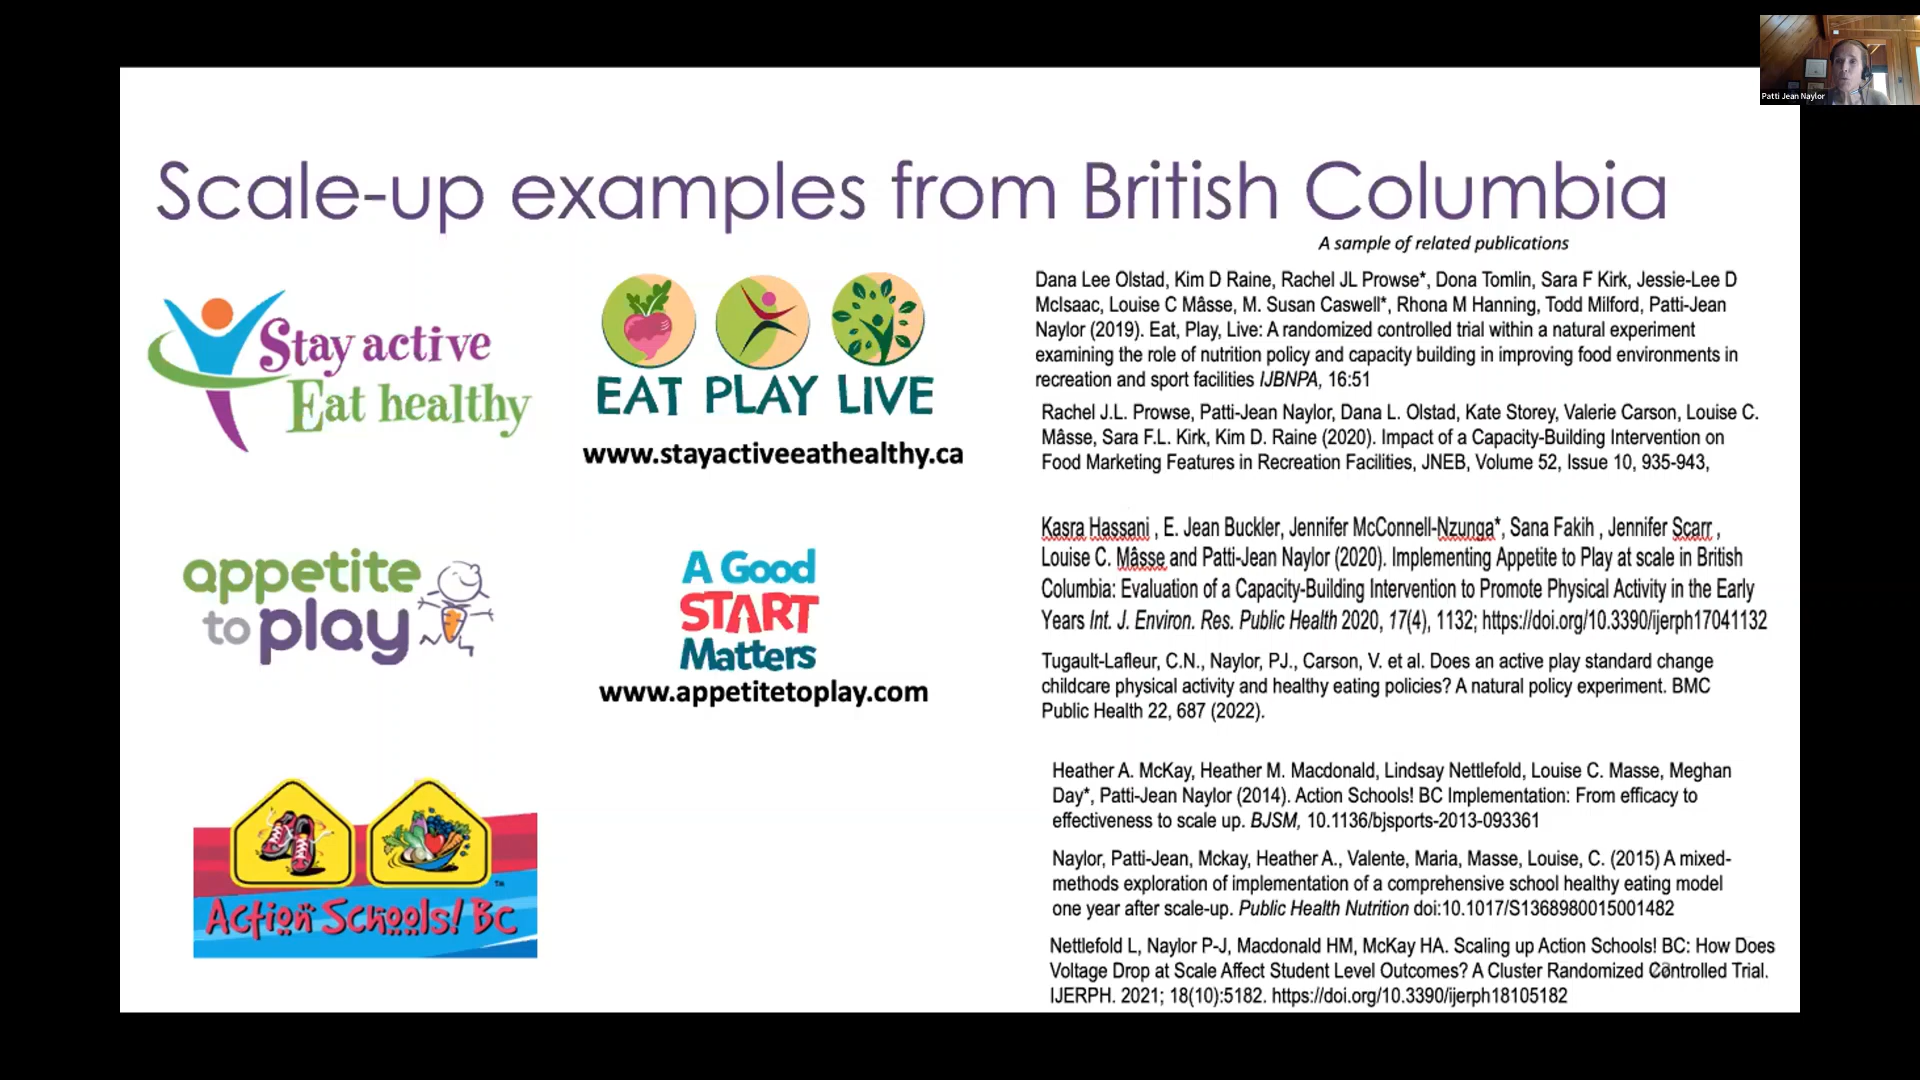 Patti Jean Naylor
Scale-up examples from British Columbia
A sample of related publications
Stay active
Eat healthy
EAT PLAY LIVE
www.stayactiveeathealthy.ca
appetite
to play
A Good
START
Matters
www.appetitetoplay.com
Action Schools! BC
TM
Dana Lee Olstad, Kim D Raine, Rachel JL Prowse*, Dona Tomlin, Sara F Kirk, Jessie-Lee D
McIsaac, Louise C Mâsse, M. Susan Caswell*, Rhona M Hanning, Todd Milford, Patti-Jean
Naylor (2019). Eat, Play, Live: A randomized controlled trial within a natural experiment
examining the role of nutrition policy and capacity building in improving food environments in
recreation and sport facilities IJBNPA, 16:51
Rachel J.L. Prowse, Patti-Jean Naylor, Dana L. Olstad, Kate Storey, Valerie Carson, Louise C.
Mâsse, Sara F.L. Kirk, Kim D. Raine (2020). Impact of a Capacity-Building Intervention on
Food Marketing Features in Recreation Facilities, JNEB, Volume 52, Issue 10, 935-943,
Kasra Hassani , E. Jean Buckler, Jennifer McConnell-Nzunga*, Sana Fakih , Jennifer Scarr ,
Louise C. Mâsse and Patti-Jean Naylor (2020). Implementing Appetite to Play at scale in British
Columbia: Evaluation of a Capacity-Building Intervention to Promote Physical Activity in the Early
Years Int. J. Environ. Res. Public Health 2020, 17(4), 1132; https://doi.org/10.3390/ijerph17041132
Tugault-Lafleur, C.N., Naylor, PJ., Carson, V. et al. Does an active play standard change
childcare physical activity and healthy eating policies? A natural policy experiment. BMC
Public Health 22, 687 (2022).
Heather A. McKay, Heather M. Macdonald, Lindsay Nettlefold, Louise C. Masse, Meghan
Day*, Patti-Jean Naylor (2014). Action Schools! BC Implementation: From efficacy to
effectiveness to scale up. BJSM, 10.1136/bjsports-2013-093361
Naylor, Patti-Jean, Mckay, Heather A., Valente, Maria, Masse, Louise, C. (2015) A mixed-
methods exploration of implementation of a comprehensive school healthy eating model
one year after scale-up. Public Health Nutrition doi:10.1017/S1368980015001482
Nettlefold L, Naylor P-J, Macdonald HM, McKay HA. Scaling up Action Schools! BC: How Does
Voltage Drop at Scale Affect Student Level Outcomes? A Cluster Randomized Controlled Trial.
IJERPH. 2021; 18(10):5182. https://doi.org/10.3390/ijerph18105182